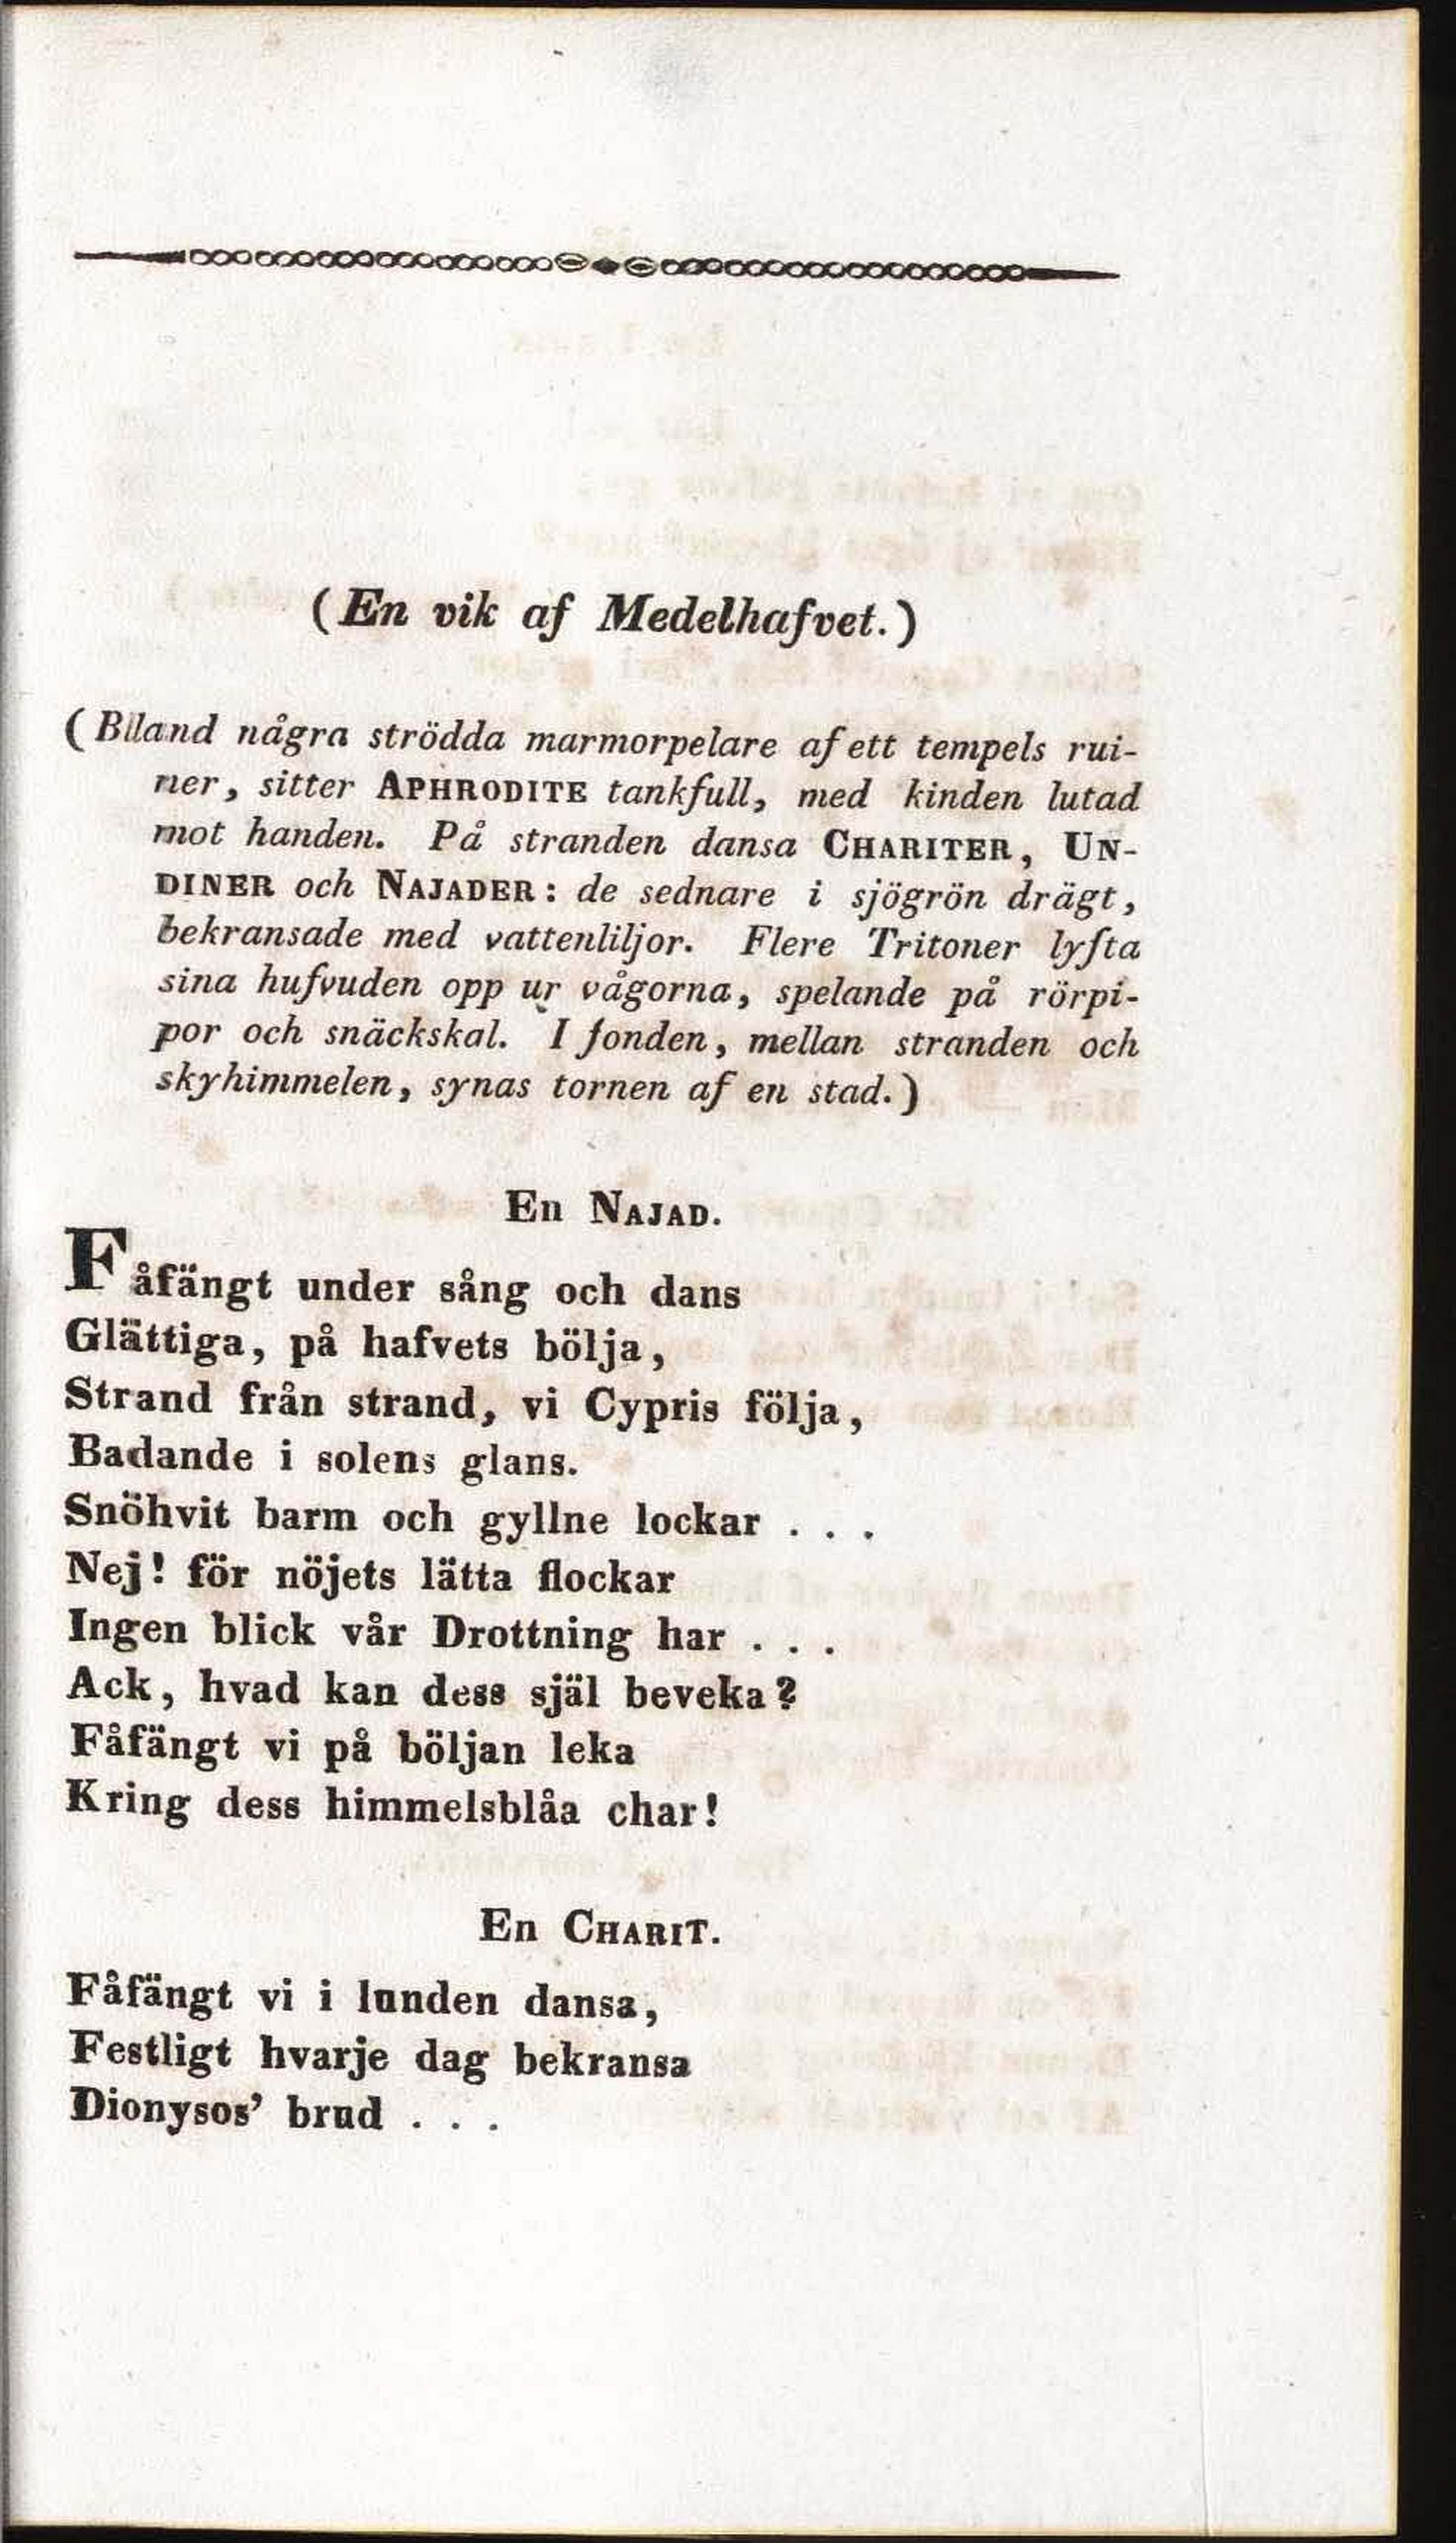 (En vik af Medelhafvet.)
(Bland några strödda marmorpelare af ett tempels rui-
ner, sitter APHRODITE tankfull, med kinden lutad
mot handen. På stranden dansa CHARITER, UN-
DINER och NAJADER: de sednare i sjögrön drägt,
bekransade med vattenliljor. Flere Tritoner lyfta
sina hufvuden opp ur vågorna, spelande på rörpi-
por och snäckskal. I fonden, mellan stranden och
skyhimmelen, synas tornen af en stad.)
En NAJAD.
Fåfängt under sång och dans
Glättiga, på hafvets bölja,
Strand från strand, vi Cypris följa,
Badande i solens glans.
Snöhvit barm och gyllne lockar . . .
Nej! för nöjets lätta flockar
Ingen blick vår Drottning har . . .
Ack, hvad kan dess själ beveka?
Fåfängt vi på böljan leka
Kring dess himmelsblåa char!
En CHARIT.
Fåfängt vi i lunden dansa,
Festligt hvarje dag bekransa
Dionysos' brud . . .